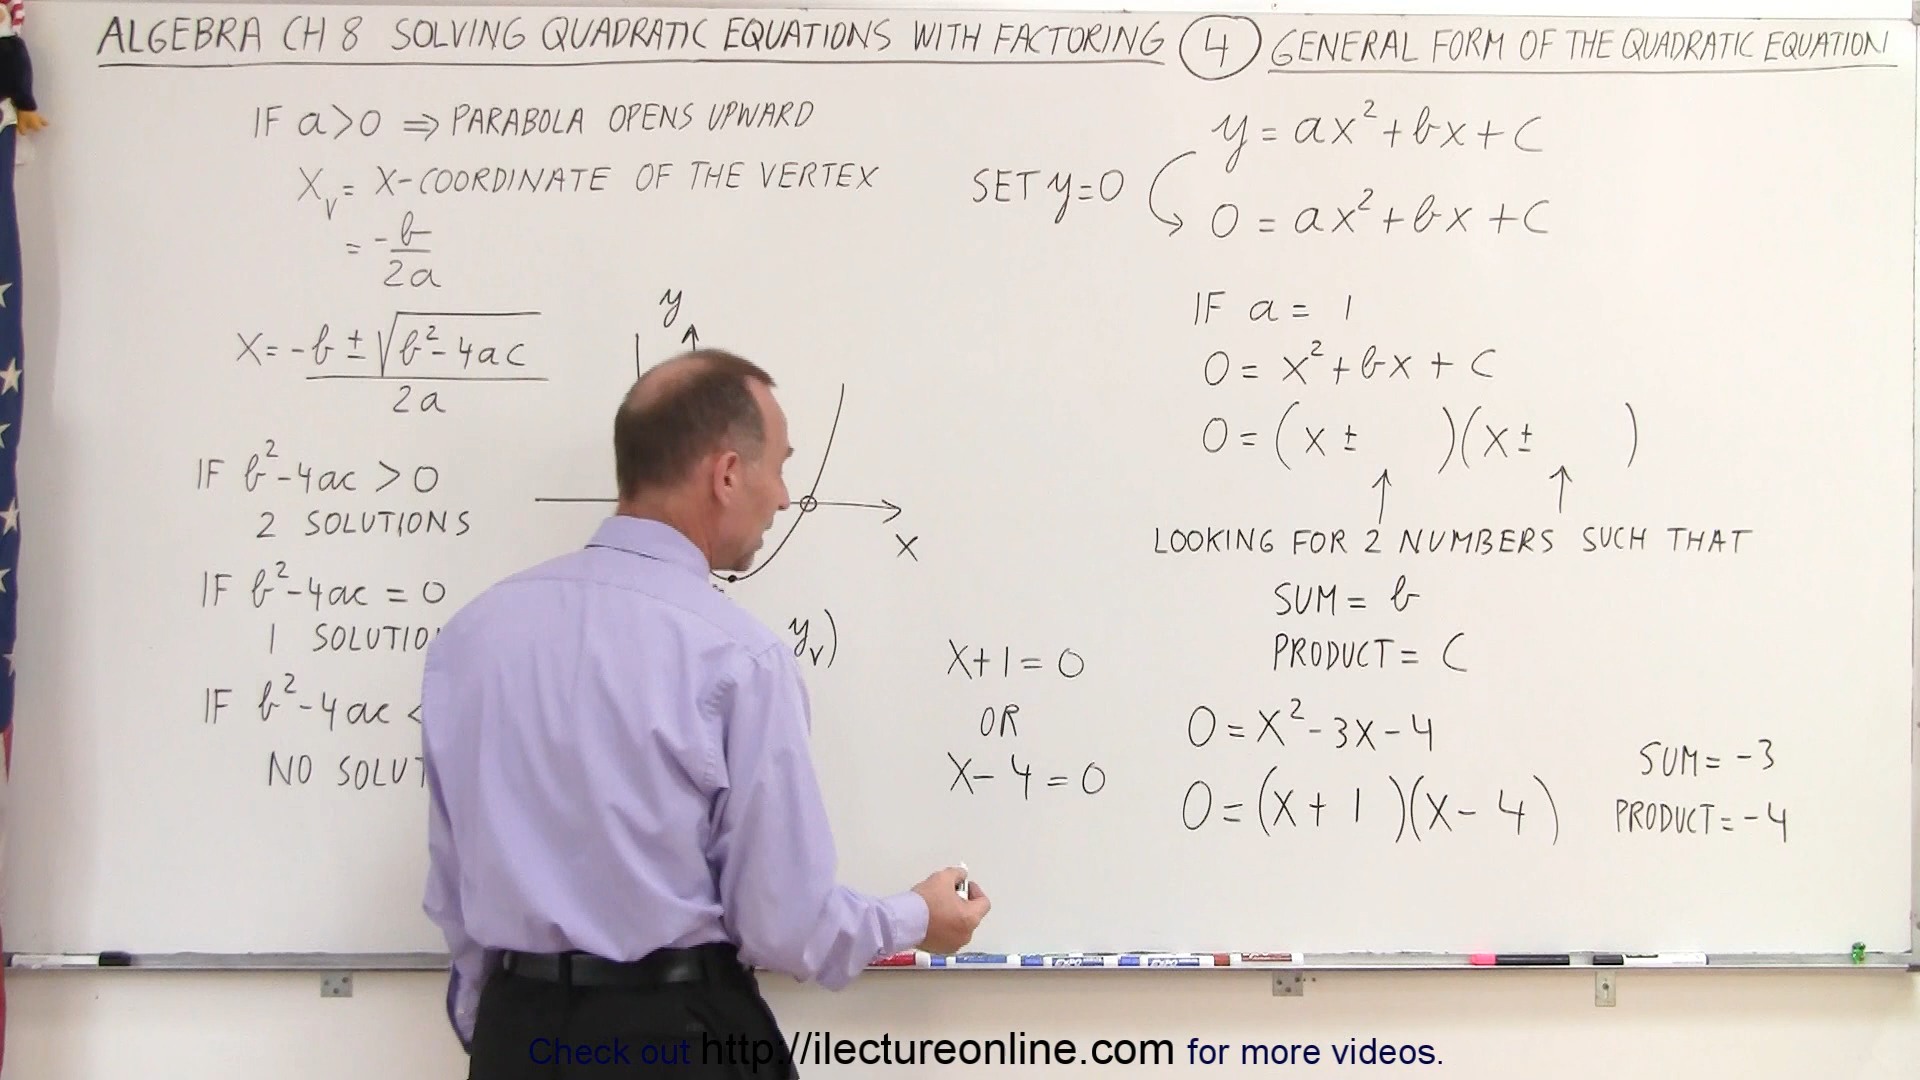 ALGEBRA CH 8 SOLVING QUADRATIC EQUATIONS WITH FACTORING ④ GENERAL FORM OF THE QUADRATIC EQUATION
IF a>0 ⇒ PARABOLA OPENS UPWARD
X_v = X-COORDINATE OF THE VERTEX
= -b/2a
X = -b ± √(b²-4ac) / 2a
IF b²-4ac > 0
2 SOLUTIONS
IF b²-4ac = 0
1 SOLUTIO
IF b²-4ac <
NO SOLUT
y
X
y_v)
X+1=0
OR
X-4=0
y = ax²+bx+C
SET y=0
0 = ax²+bx+C
IF a = 1
0 = x²+bx+C
0 = (x ± )(x ± )
LOOKING FOR 2 NUMBERS SUCH THAT
SUM = b
PRODUCT = C
0 = X²-3x-4
0 = (X+1)(X-4)
SUM = -3
PRODUCT = -4
EXPO
EXPO
Check out http://ilectureonline.com for more videos.